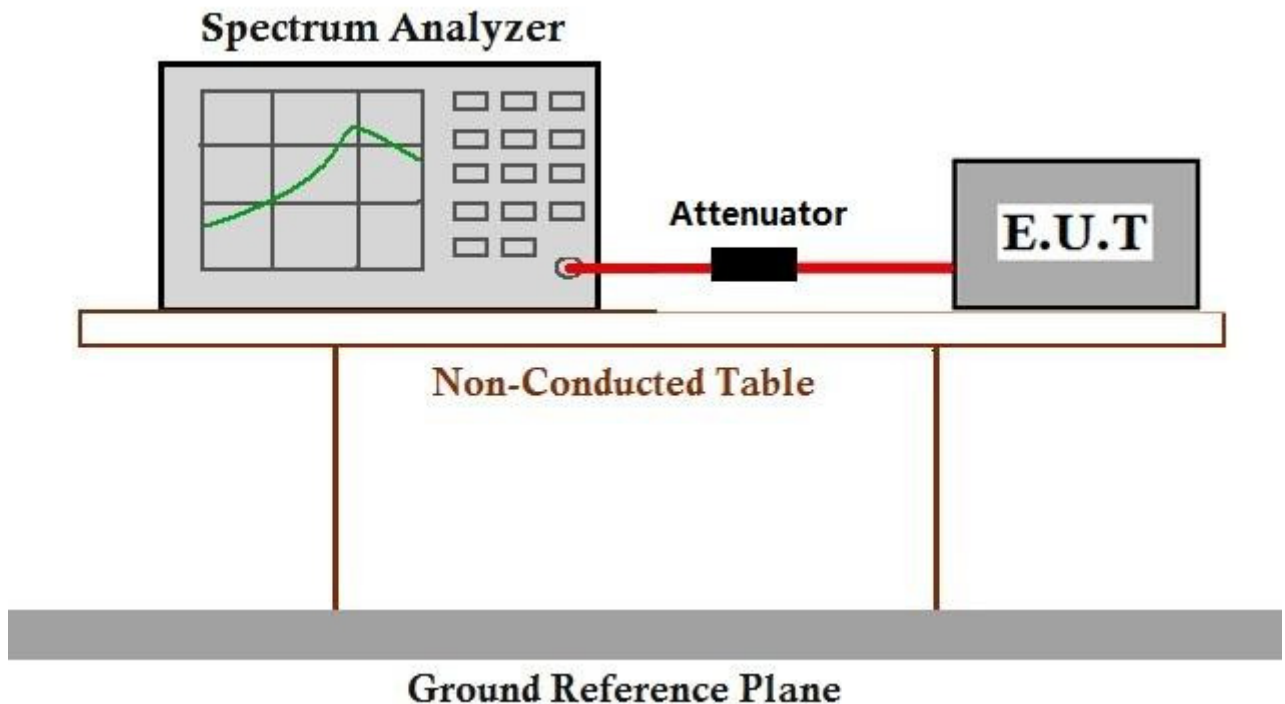 Spectrum Analyzer
Attenuator
E.U.T
Non-Conducted Table
Ground Reference Plane